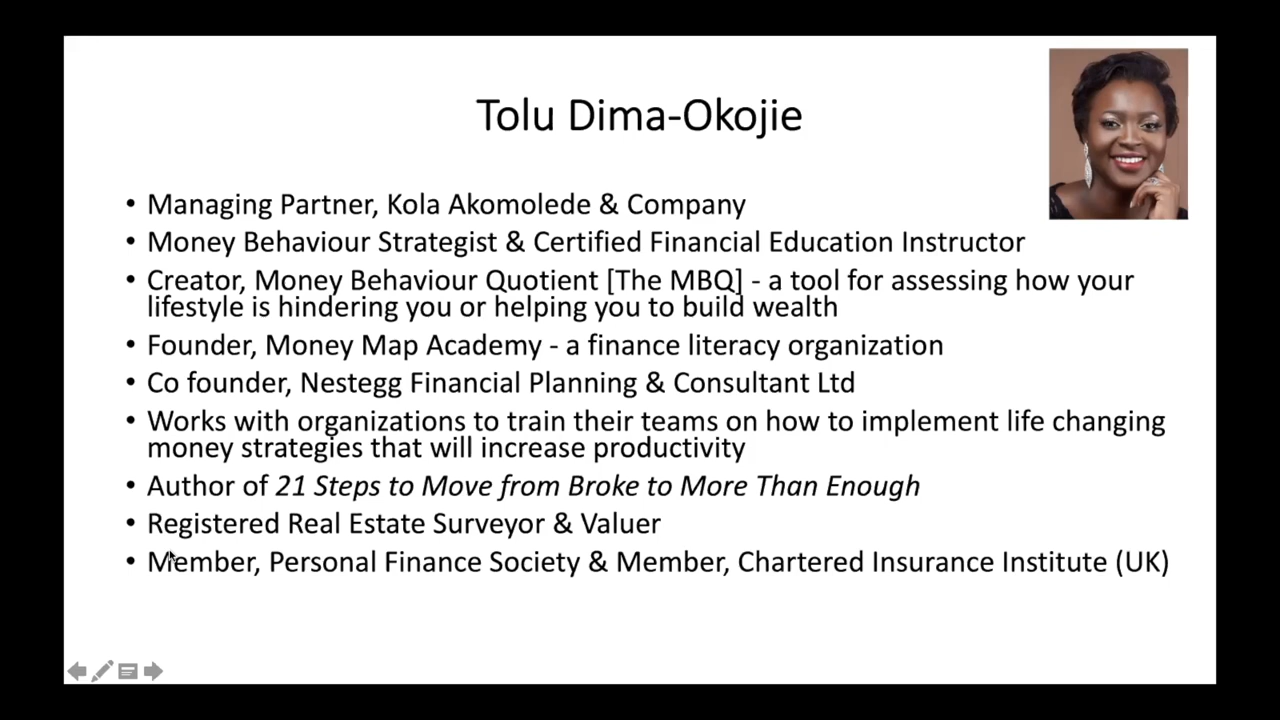 Tolu Dima-Okojie
• Managing Partner, Kola Akomolede & Company
• Money Behaviour Strategist & Certified Financial Education Instructor
• Creator, Money Behaviour Quotient [The MBQ] - a tool for assessing how your
lifestyle is hindering you or helping you to build wealth
• Founder, Money Map Academy - a finance literacy organization
• Co founder, Nestegg Financial Planning & Consultant Ltd
• Works with organizations to train their teams on how to implement life changing
money strategies that will increase productivity
• Author of 21 Steps to Move from Broke to More Than Enough
• Registered Real Estate Surveyor & Valuer
• Member, Personal Finance Society & Member, Chartered Insurance Institute (UK)